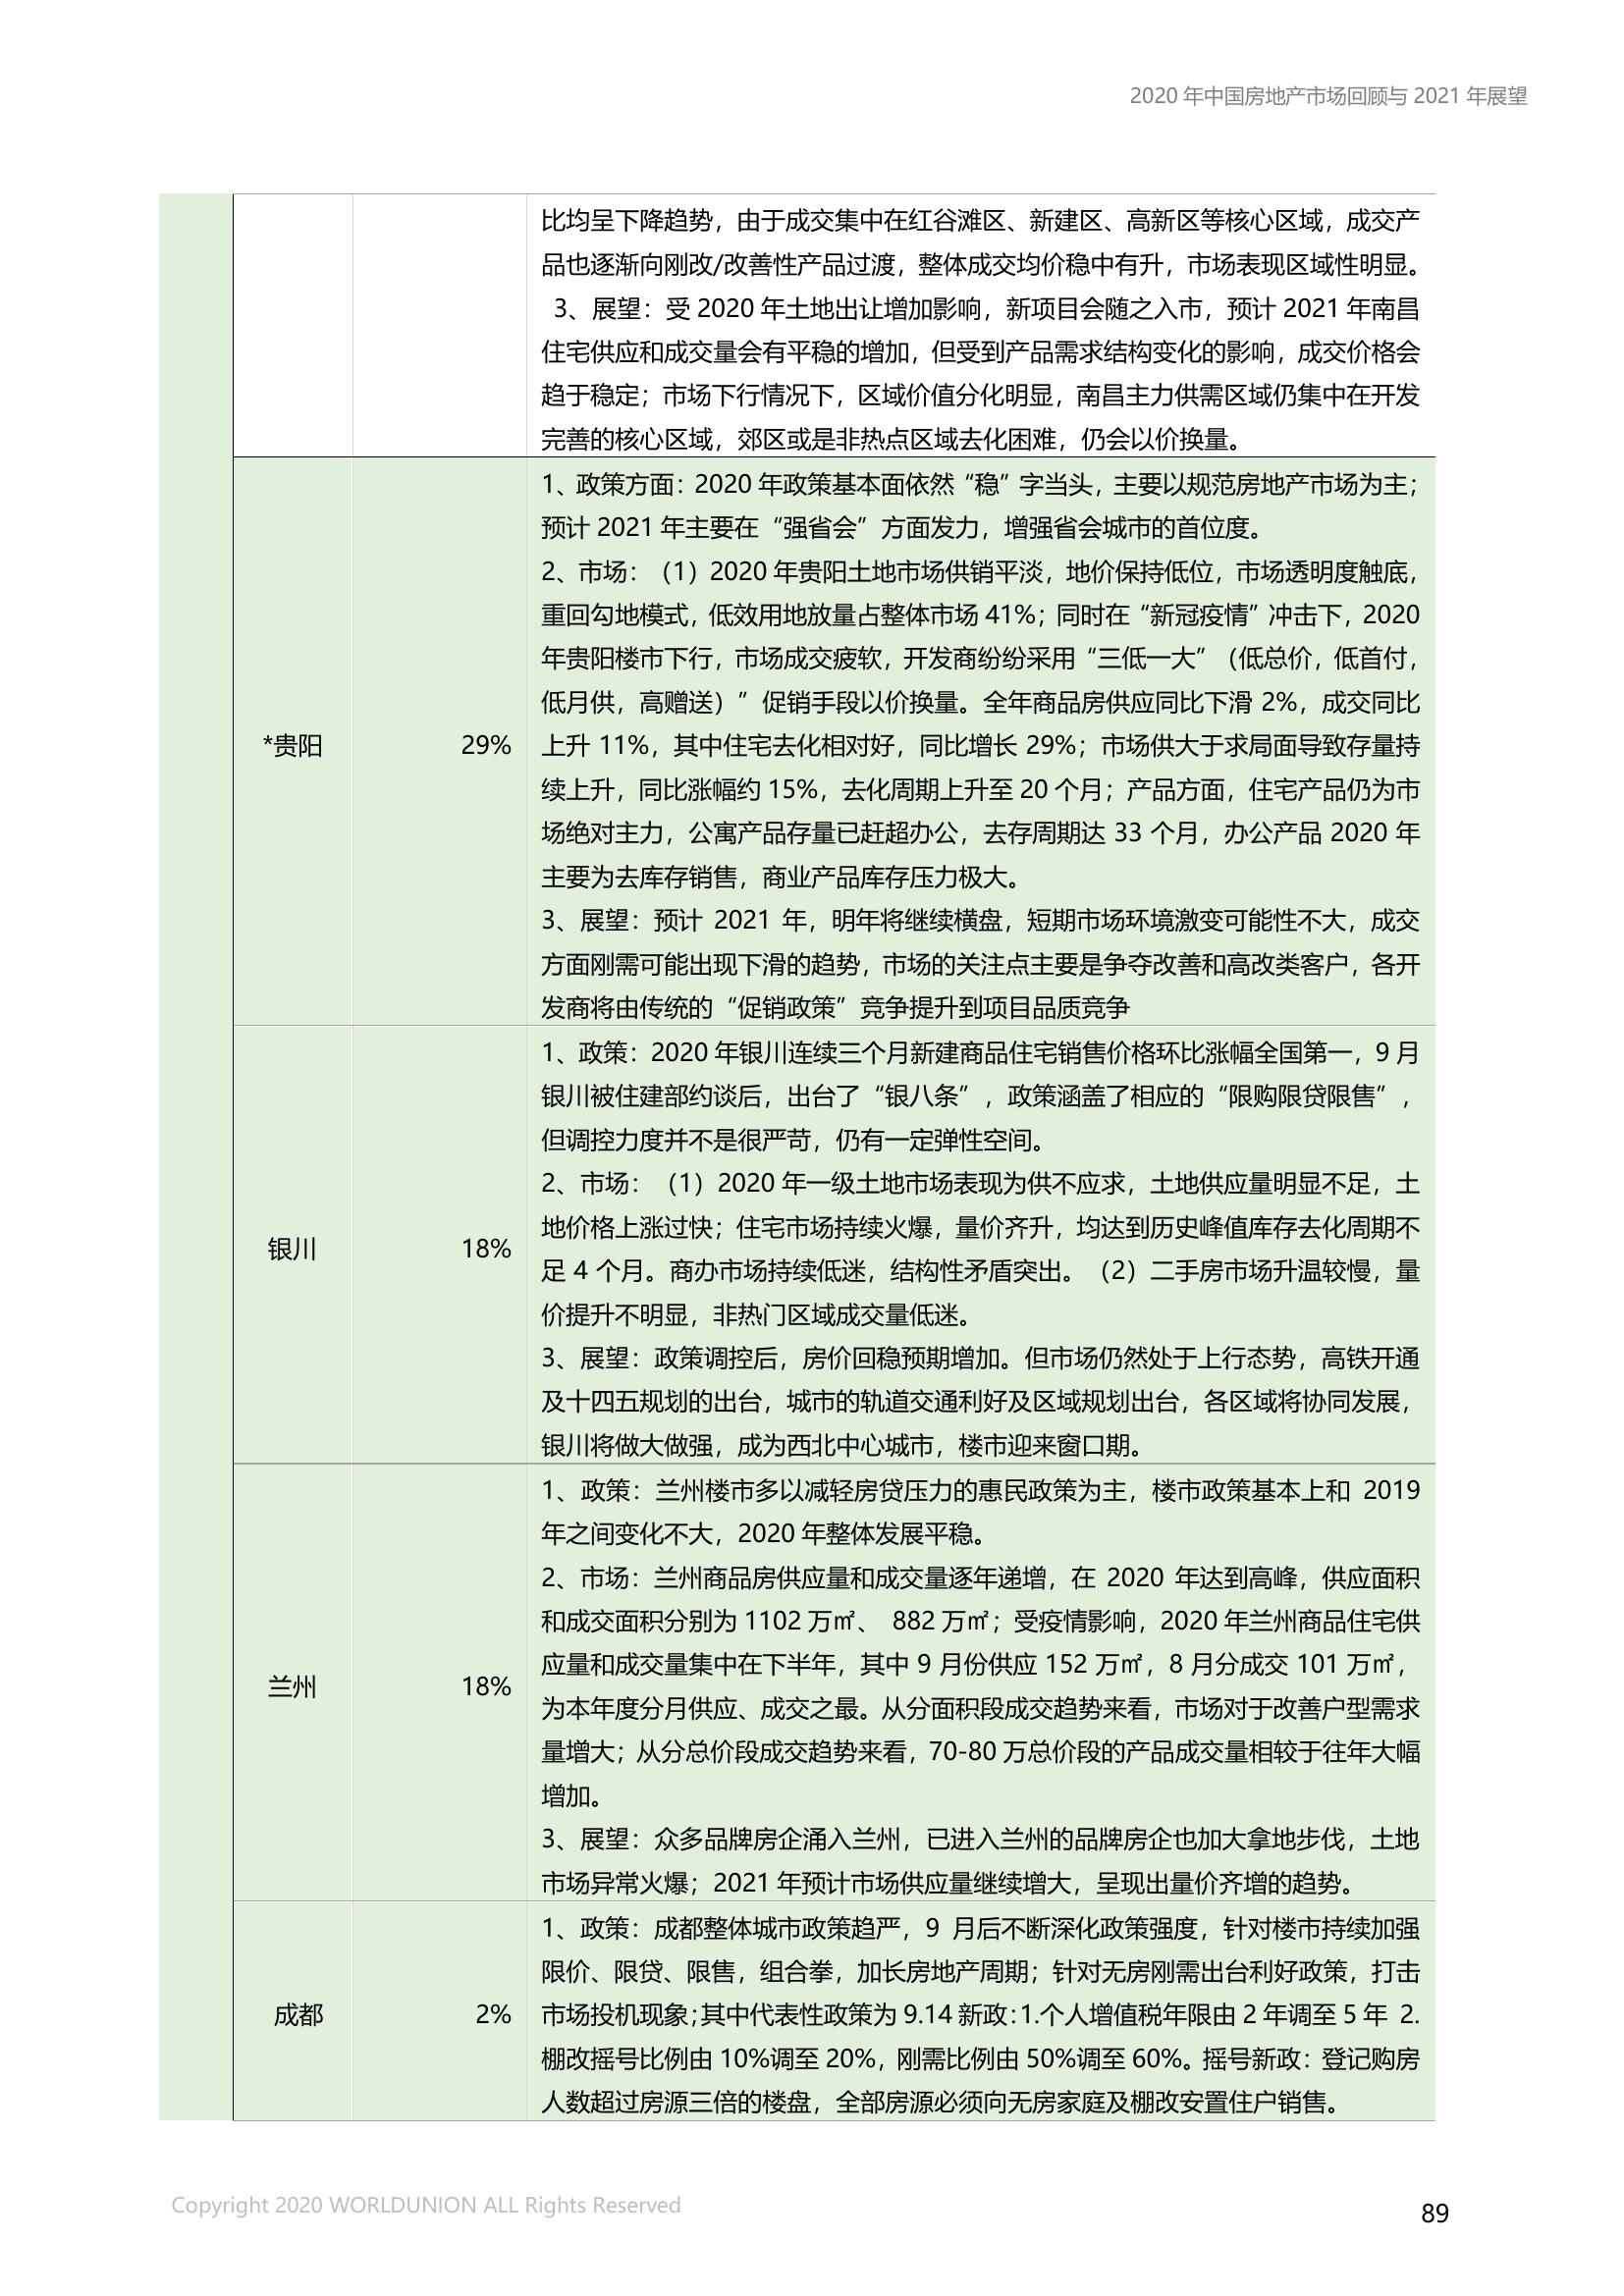 2020 年中国房地产市场回顾与 2021 年展望
比均呈下降趋势，由于成交集中在红谷滩区、新建区、高新区等核心区域，成交产
品也逐渐向刚改/改善性产品过渡，整体成交均价稳中有升，市场表现区域性明显。
3、展望：受 2020 年土地出让增加影响，新项目会随之入市，预计 2021 年南昌
住宅供应和成交量会有平稳的增加，但受到产品需求结构变化的影响，成交价格会
趋于稳定；市场下行情况下，区域价值分化明显，南昌主力供需区域仍集中在开发
完善的核心区域，郊区或是非热点区域去化困难，仍会以价换量。
*贵阳
29%
1、政策方面：2020 年政策基本面依然“稳”字当头，主要以规范房地产市场为主；
预计 2021 年主要在“强省会”方面发力，增强省会城市的首位度。
2、市场：（1）2020 年贵阳土地市场供销平淡，地价保持低位，市场透明度触底，
重回勾地模式，低效用地放量占整体市场 41%；同时在“新冠疫情”冲击下，2020
年贵阳楼市下行，市场成交疲软，开发商纷纷采用“三低一大”（低总价，低首付，
低月供，高赠送）”促销手段以价换量。全年商品房供应同比下滑 2%，成交同比
上升 11%，其中住宅去化相对好，同比增长 29%；市场供大于求局面导致存量持
续上升，同比涨幅约 15%，去化周期上升至 20 个月；产品方面，住宅产品仍为市
场绝对主力，公寓产品存量已赶超办公，去存周期达 33 个月，办公产品 2020 年
主要为去库存销售，商业产品库存压力极大。
3、展望：预计 2021 年，明年将继续横盘，短期市场环境激变可能性不大，成交
方面刚需可能出现下滑的趋势，市场的关注点主要是争夺改善和高改类客户，各开
发商将由传统的“促销政策”竞争提升到项目品质竞争
银川
18%
1、政策：2020 年银川连续三个月新建商品住宅销售价格环比涨幅全国第一，9 月
银川被住建部约谈后，出台了“银八条”，政策涵盖了相应的“限购限贷限售”，
但调控力度并不是很严苛，仍有一定弹性空间。
2、市场：（1）2020 年一级土地市场表现为供不应求，土地供应量明显不足，土
地价格上涨过快；住宅市场持续火爆，量价齐升，均达到历史峰值库存去化周期不
足 4 个月。商办市场持续低迷，结构性矛盾突出。（2）二手房市场升温较慢，量
价提升不明显，非热门区域成交量低迷。
3、展望：政策调控后，房价回稳预期增加。但市场仍然处于上行态势，高铁开通
及十四五规划的出台，城市的轨道交通利好及区域规划出台，各区域将协同发展，
银川将做大做强，成为西北中心城市，楼市迎来窗口期。
兰州
18%
1、政策：兰州楼市多以减轻房贷压力的惠民政策为主，楼市政策基本上和 2019
年之间变化不大，2020 年整体发展平稳。
2、市场：兰州商品房供应量和成交量逐年递增，在 2020 年达到高峰，供应面积
和成交面积分别为 1102 万㎡、 882 万㎡；受疫情影响，2020 年兰州商品住宅供
应量和成交量集中在下半年，其中 9 月份供应 152 万㎡，8 月分成交 101 万㎡，
为本年度分月供应、成交之最。从分面积段成交趋势来看，市场对于改善户型需求
量增大；从分总价段成交趋势来看，70-80 万总价段的产品成交量相较于往年大幅
增加。
3、展望：众多品牌房企涌入兰州，已进入兰州的品牌房企也加大拿地步伐，土地
市场异常火爆；2021 年预计市场供应量继续增大，呈现出量价齐增的趋势。
成都
2%
1、政策：成都整体城市政策趋严，9 月后不断深化政策强度，针对楼市持续加强
限价、限贷、限售，组合拳，加长房地产周期；针对无房刚需出台利好政策，打击
市场投机现象;其中代表性政策为 9.14 新政：1.个人增值税年限由 2 年调至 5 年 2.
棚改摇号比例由 10%调至 20%，刚需比例由 50%调至 60%。摇号新政：登记购房
人数超过房源三倍的楼盘，全部房源必须向无房家庭及棚改安置住户销售。
Copyright 2020 WORLDUNION ALL Rights Reserved
89